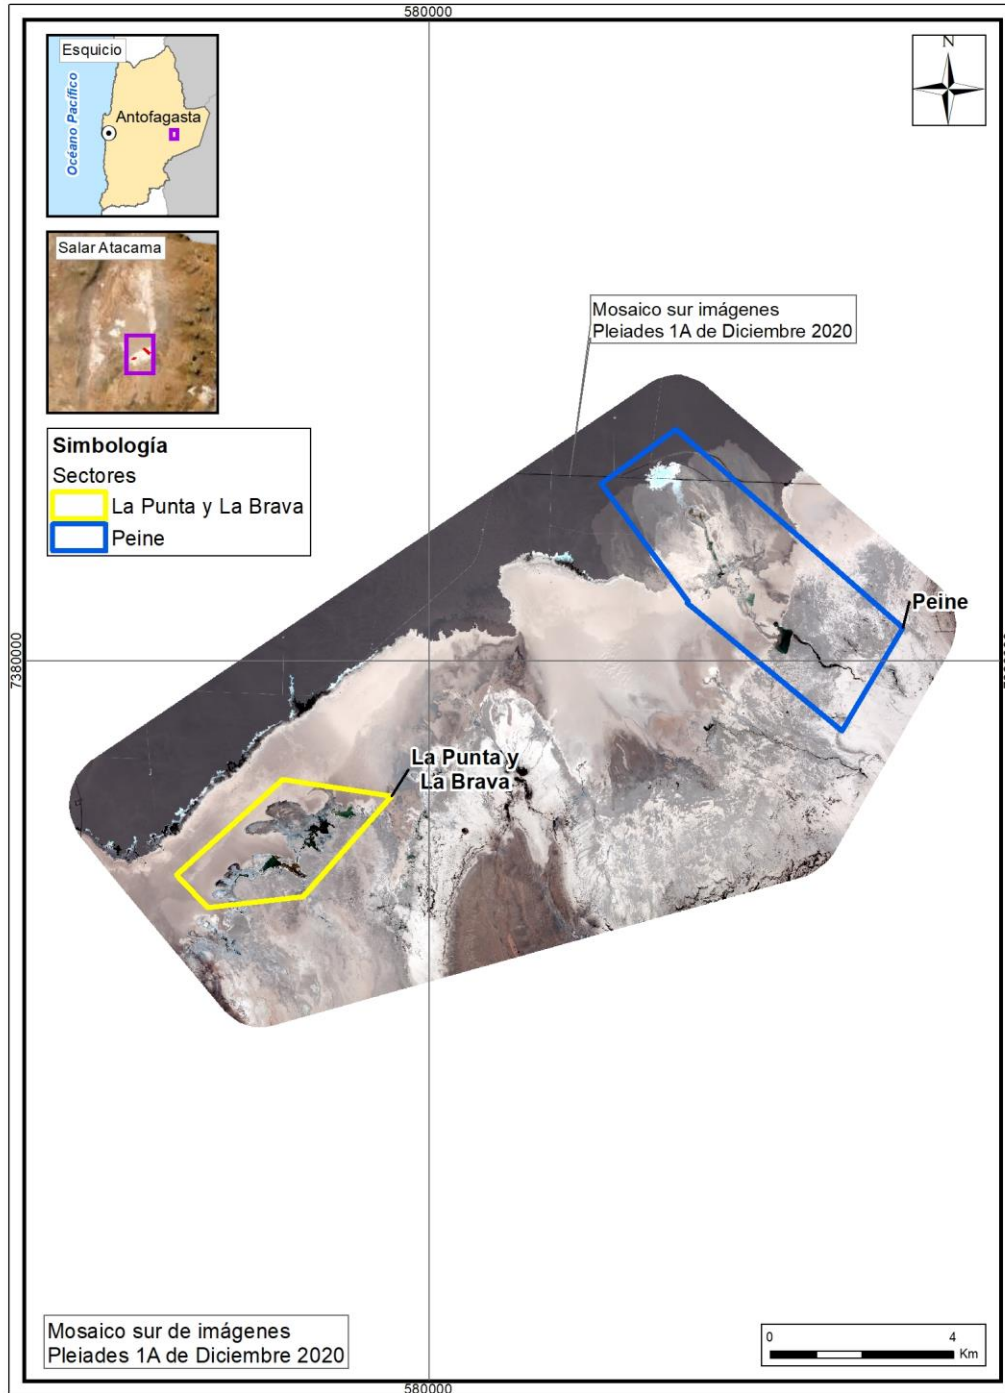 580000
Esquicio
Océano Pacífico
Antofagasta
N
Salar Atacama
Mosaico sur imágenes
Pleiades 1A de Diciembre 2020
Simbología
Sectores
La Punta y La Brava
Peine
Peine
7380000
La Punta y
La Brava
Mosaico sur de imágenes
Pleiades 1A de Diciembre 2020
0 4
Km
580000